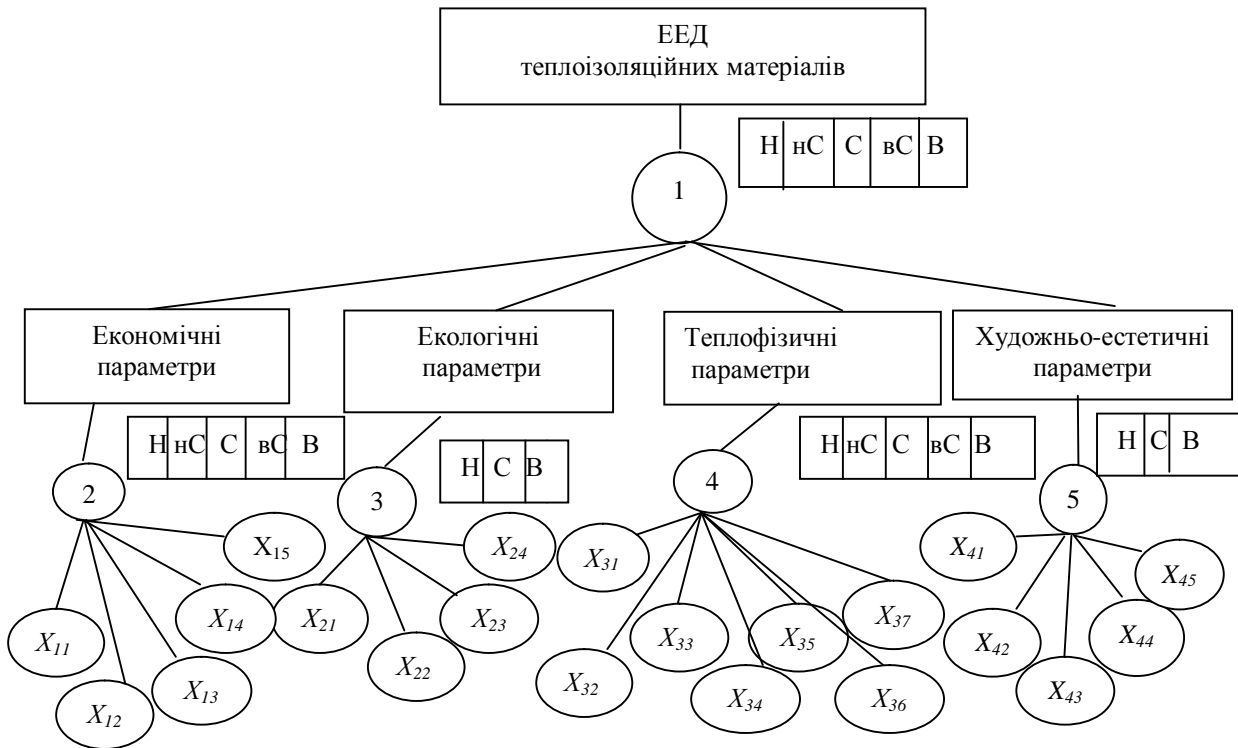 ЕЕД
теплоізоляційних матеріалів
Н нС С вС В
1
Економічні
параметри
Екологічні
параметри
Теплофізичні
параметри
Художньо-естетичні
параметри
Н нС С вС В
Н С В
Н нС С вС В
Н С В
2
3
4
5
X15
X24
X31
X41
X45
X11
X14
X21
X23
X33
X35
X37
X42
X44
X12
X13
X22
X32
X34
X36
X43